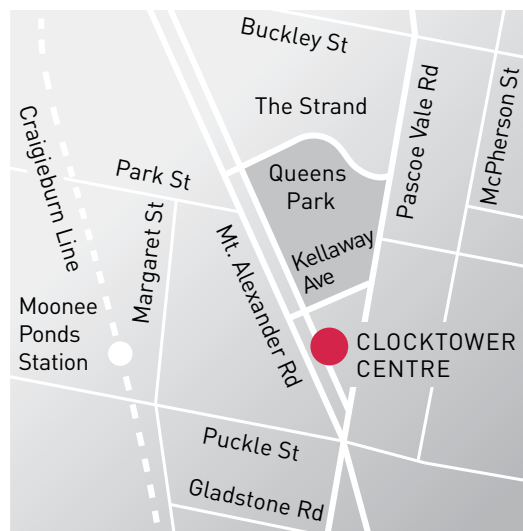 Buckley St
The Strand
Craigieburn Line
Pascoe Vale Rd
McPherson St
Park St
Queens
Park
Margaret St
Mt. Alexander Rd
Kellaway
Ave
Moonee
Ponds
Station
CLOCKTOWER
CENTRE
Puckle St
Gladstone Rd